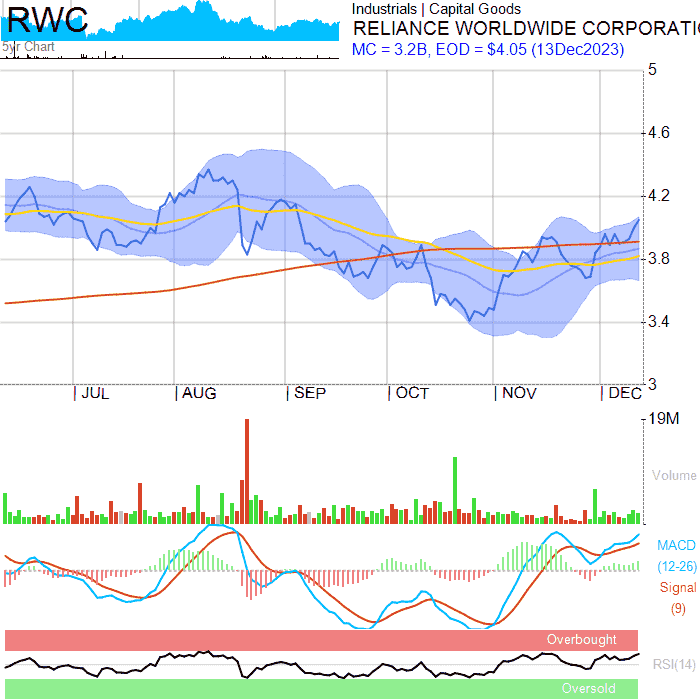 RWC
5yr Chart
Industrials | Capital Goods
RELIANCE WORLDWIDE CORPORATI
MC = 3.2B, EOD = $4.05 (13Dec2023)
5
4.6
4.2
3.8
3.4
3
| JUL
| AUG
| SEP
| OCT
| NOV
| DEC
19M
Volume
MACD
(12-26)
Signal
(9)
Overbought
RSI(14)
Oversold